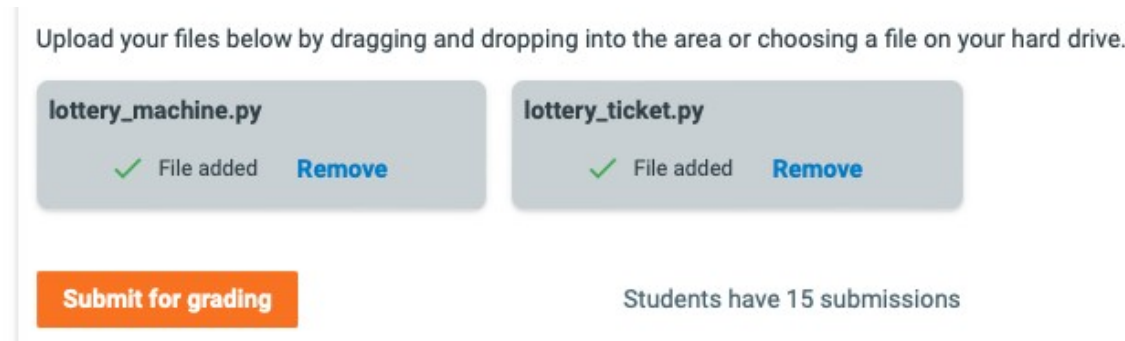 Upload your files below by dragging and dropping into the area or choosing a file on your hard drive.
lottery_machine.py
File added Remove
lottery_ticket.py
File added Remove
Submit for grading
Students have 15 submissions